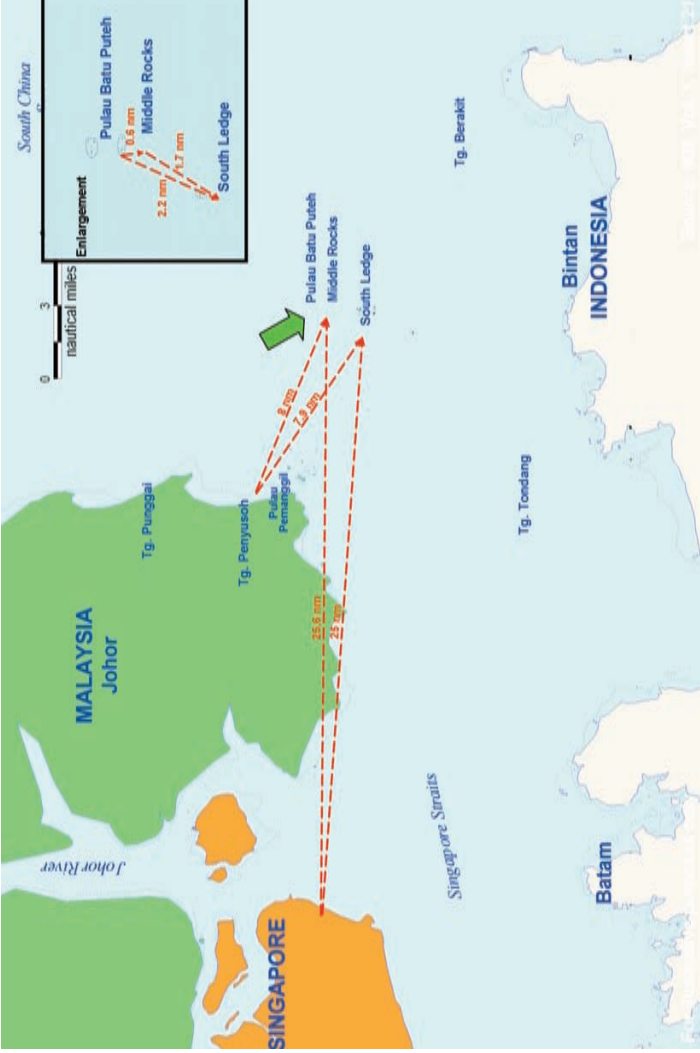 South China
Enlargement
Pulau Batu Puteh
0.6 nm
Middle Rocks
1.7 nm
2.2 nm
South Ledge
0
3
nautical miles
MALAYSIA
Johor
Johor River
Tg. Punggai
Tg. Penyusoh
Pulau
Pemanggil
8 nm
7.9 nm
Pulau Batu Puteh
Middle Rocks
South Ledge
25.6 nm
25 nm
SINGAPORE
Singapore Straits
Tg. Berakit
Tg. Tondang
Bintan
INDONESIA
Batam